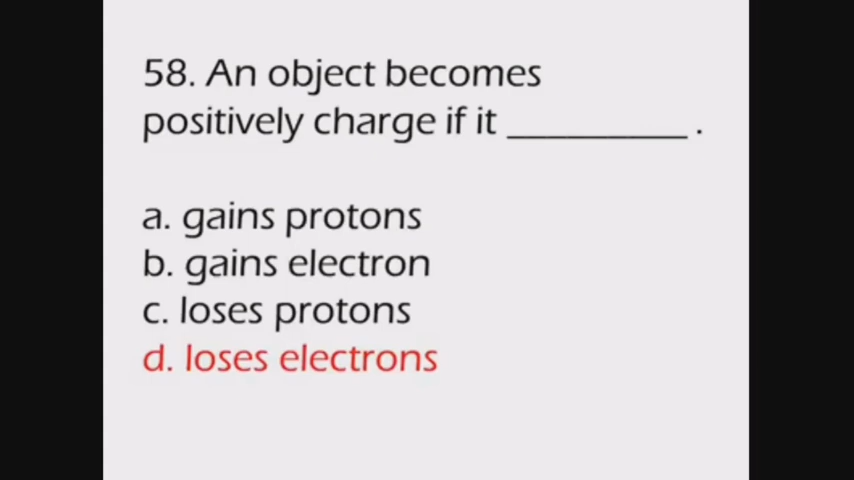 58. An object becomes
positively charge if it __________ .
a. gains protons
b. gains electron
c. loses protons
d. loses electrons